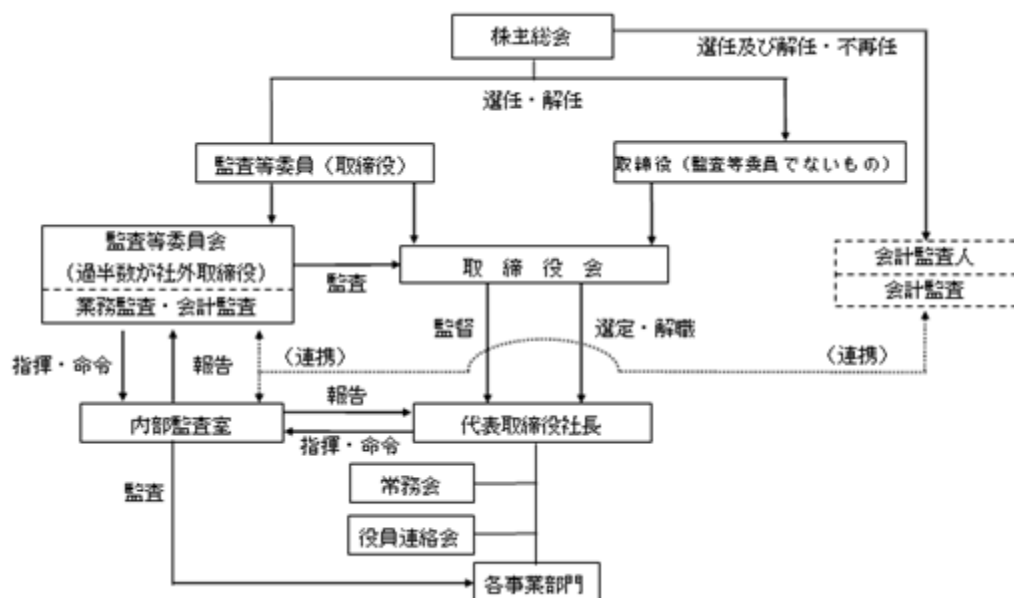 株主総会
選任及び解任・不再任
選任・解任
監査等委員(取締役)
取締役(監査等委員でないもの)
監査等委員会
(過半数が社外取締役)
業務監査・会計監査
監査
取締役会
会計監査人
会計監査
監督
選定・解職
指揮・命令
報告
〈連携〉
〈連携〉
報告
内部監査室
代表取締役社長
指揮・命令
監査
常務会
役員連絡会
各事業部門